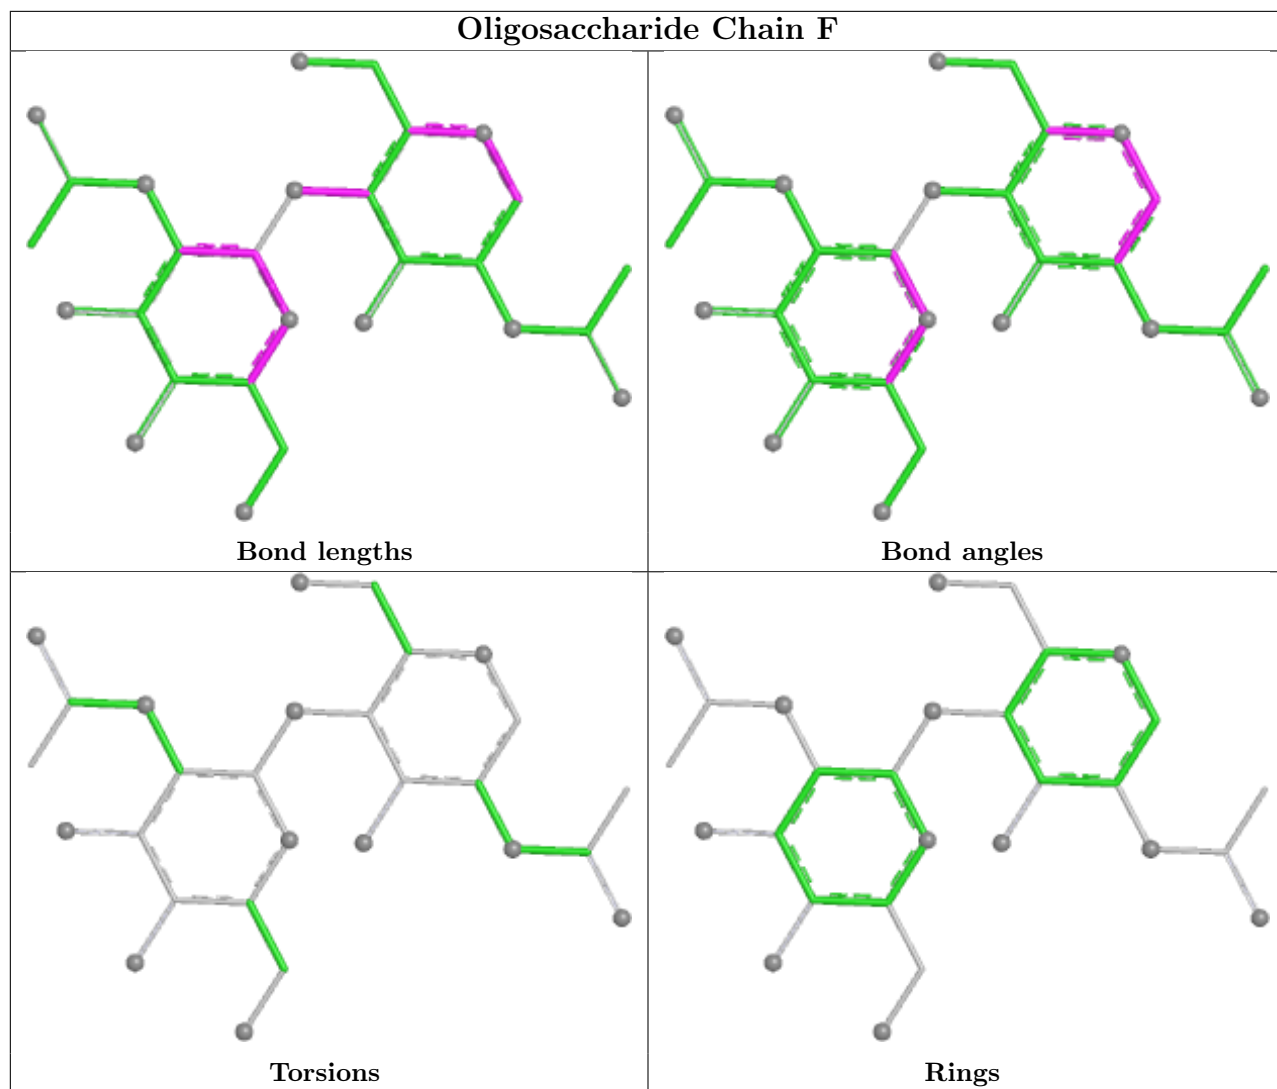 Oligosaccharide Chain F
Bond lengths
Bond angles
Torsions
Rings